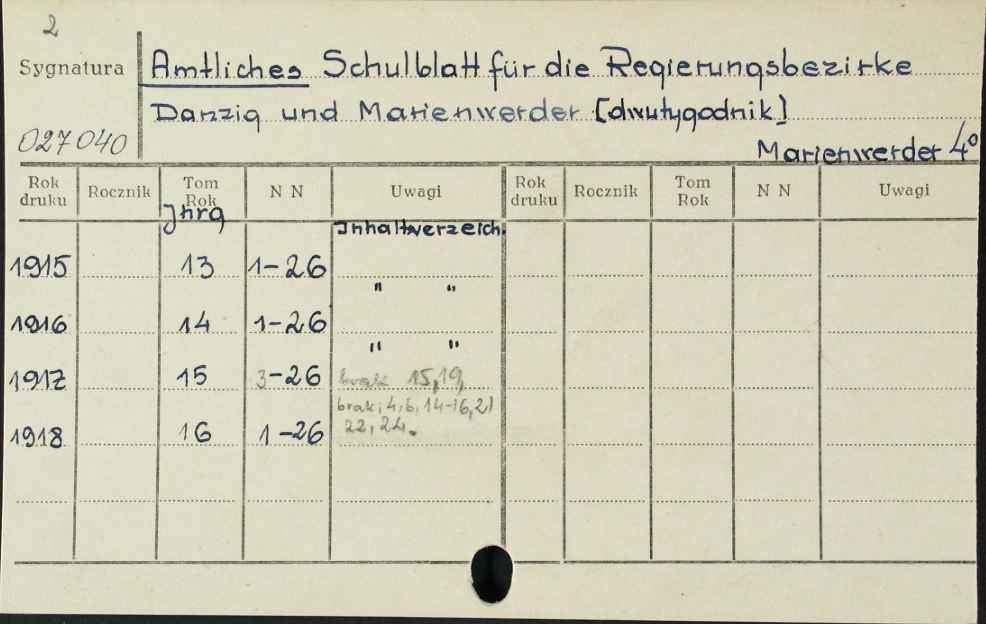 2
Sygnatura Amtliches Schulblatt für die Regierungsbezirke
Danzig und Marienwerder [dwutygodnik]
027040 Marienwerder 4°
Rok druku Rocznik Tom Rok N N Uwagi Rok druku Rocznik Tom Rok N N Uwagi
Jhrg Inhaltverzeich.
1915 13 1-26
" "
1916 14 1-26
" "
1917 15 3-26 brak 15,19,
brak; 4, 6, 14-16, 21
1918 16 1-26 22, 24.